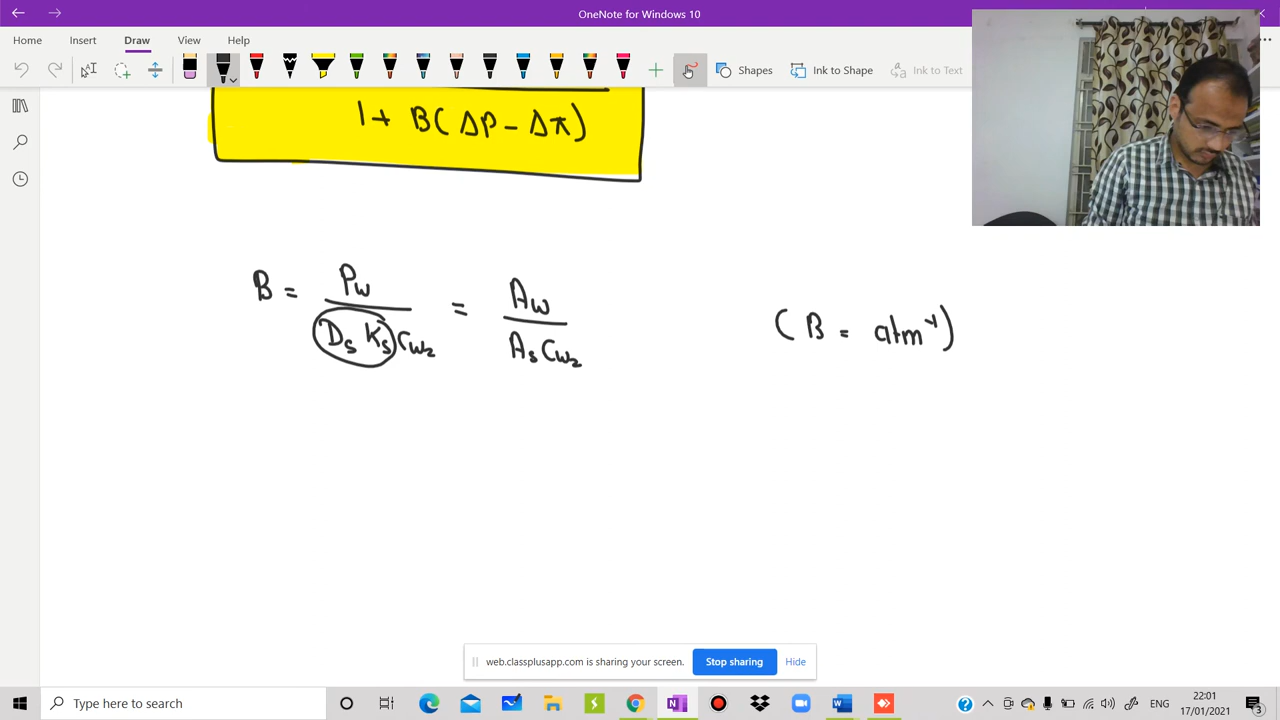 OneNote for Windows 10
Home Insert Draw View Help
Shapes Ink to Shape Ink to Text
1 + B(ΔP - Δπ)
B = Pw / Ds Ks Cw2 = Aw / As Cw2 (B = atm⁻¹)
web.classplusapp.com is sharing your screen. Stop sharing Hide
Type here to search
ENG
22:01
17/01/2021
3